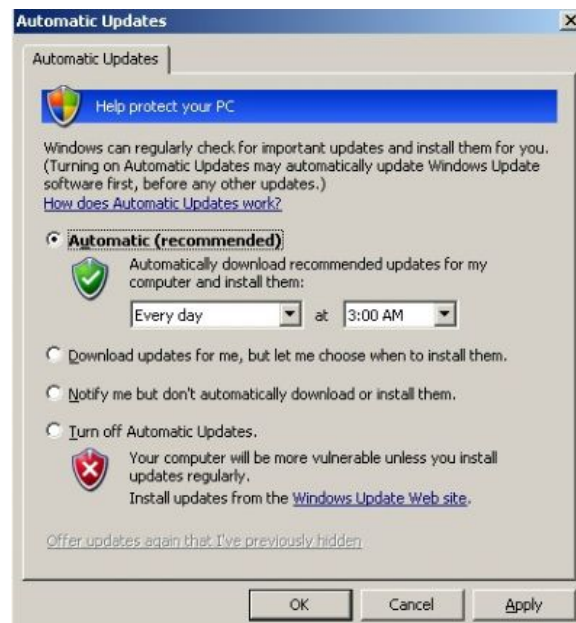 Automatic Updates
Automatic Updates
Help protect your PC
Windows can regularly check for important updates and install them for you.
(Turning on Automatic Updates may automatically update Windows Update
software first, before any other updates.)
How does Automatic Updates work?
Automatic (recommended)
Automatically download recommended updates for my
computer and install them:
Every day at 3:00 AM
Download updates for me, but let me choose when to install them.
Notify me but don't automatically download or install them.
Turn off Automatic Updates.
Your computer will be more vulnerable unless you install
updates regularly.
Install updates from the Windows Update Web site.
Offer updates again that I've previously hidden
OK Cancel Apply